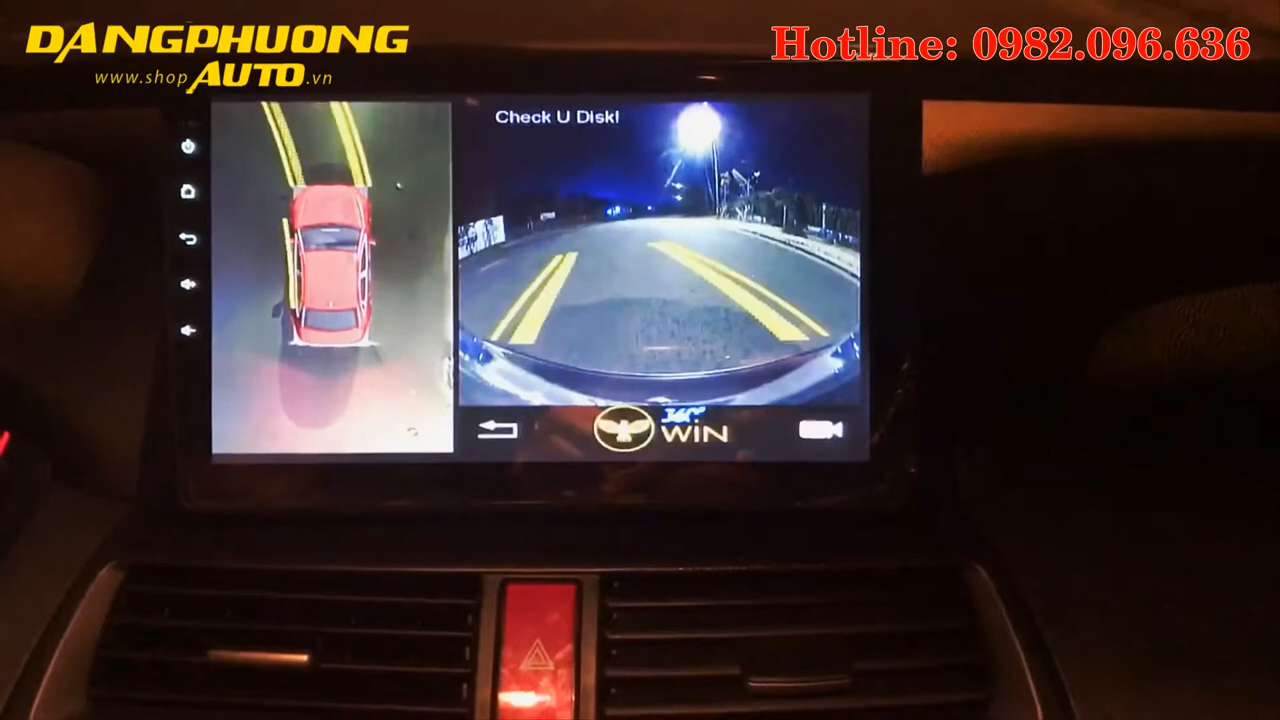 DANGPHUONG
www.shop AUTO.vn
Hotline: 0982.096.636
Check U Disk!
360°
WiN